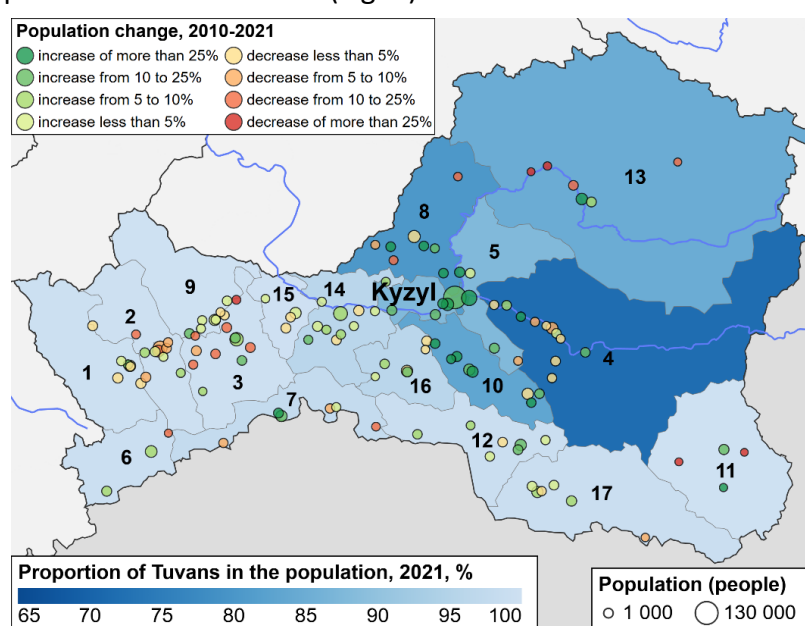 Population change, 2010-2021
increase of more than 25%
increase from 10 to 25%
increase from 5 to 10%
increase less than 5%
decrease less than 5%
decrease from 5 to 10%
decrease from 10 to 25%
decrease of more than 25%
13
8
5
9
15
14
Kyzyl
2
1
3
4
16
10
7
6
12
11
17
Proportion of Tuvans in the population, 2021, %
65 70 75 80 85 90 95 100
Population (people)
1 000 130 000